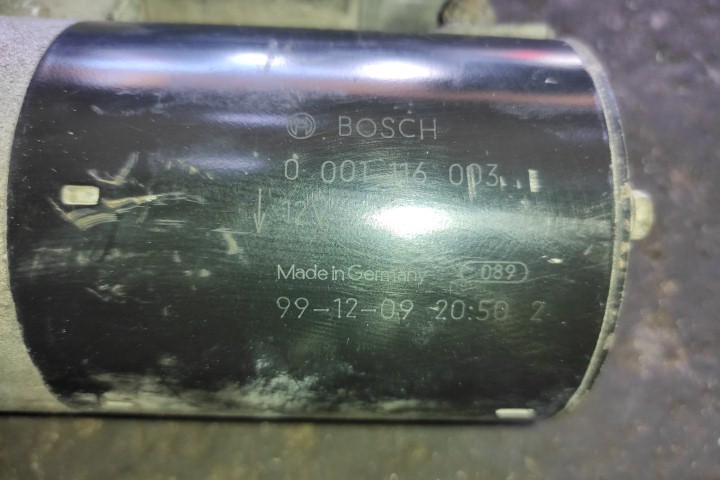 BOSCH
0 001 116 003
12V
Made in Germany C 089
99-12-09 20:50 2